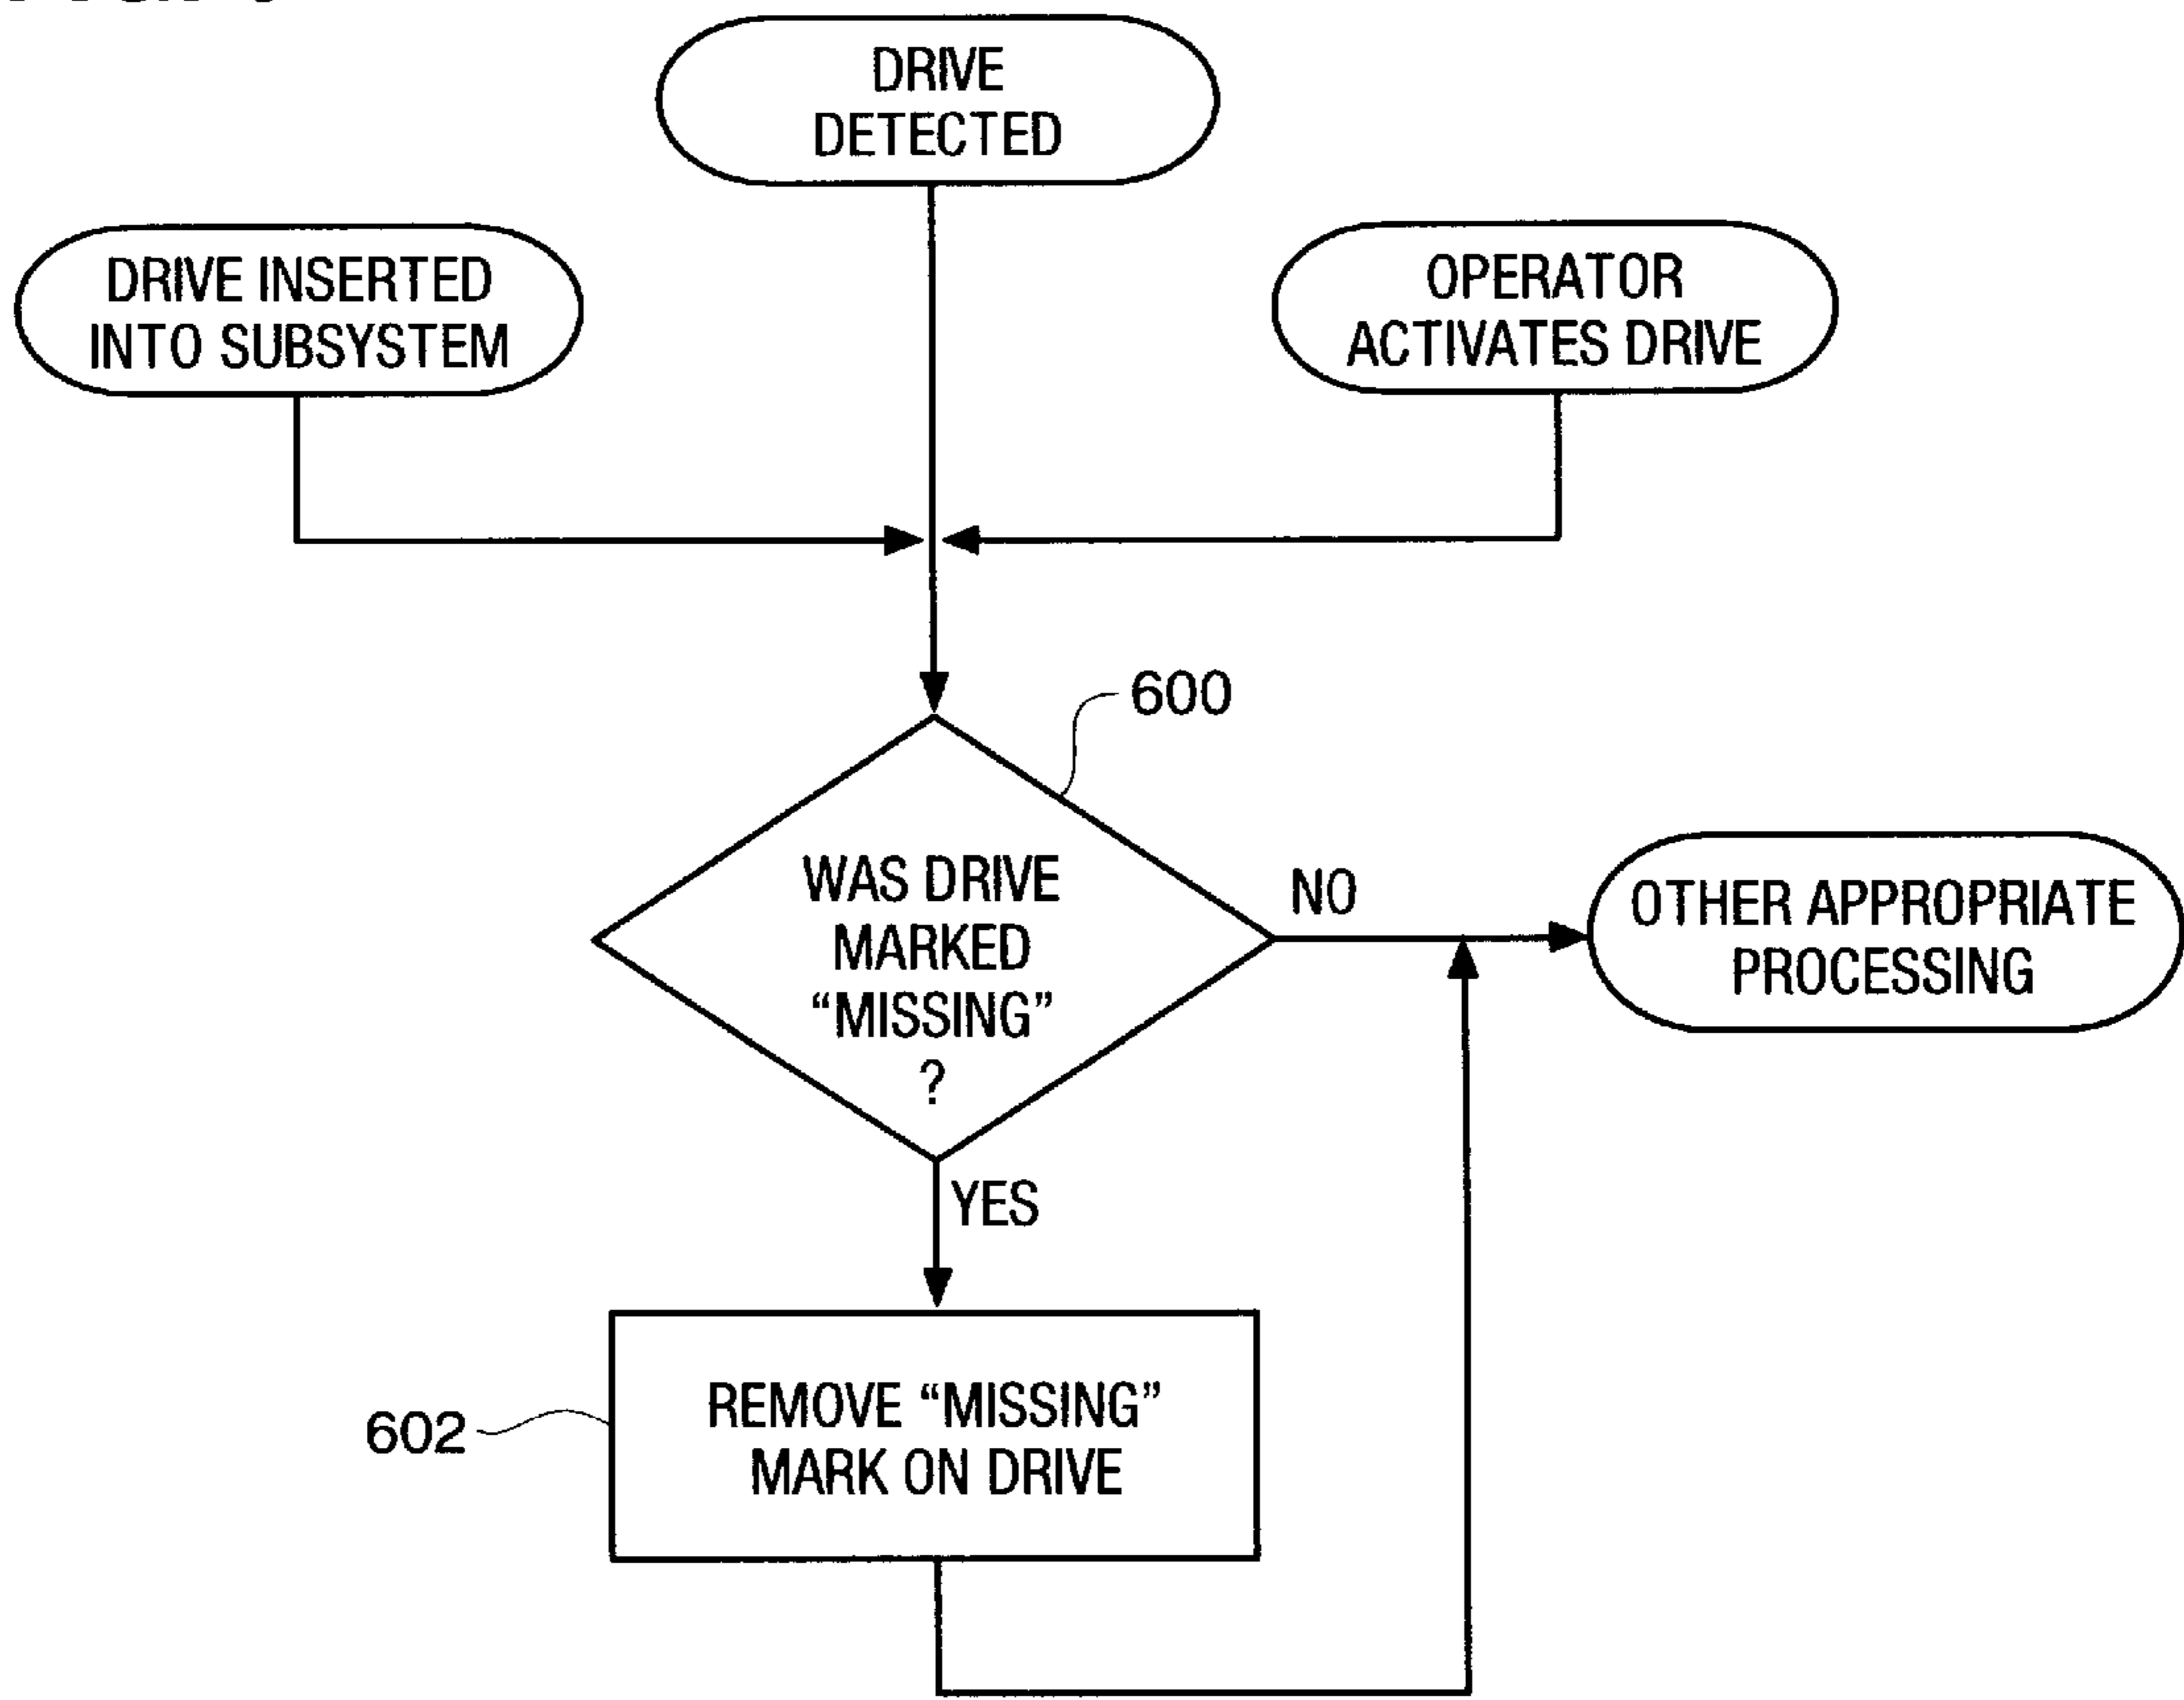 DRIVE
DETECTED
DRIVE INSERTED
INTO SUBSYSTEM
OPERATOR
ACTIVATES DRIVE
600
WAS DRIVE
MARKED
“MISSING”
?
NO
OTHER APPROPRIATE
PROCESSING
YES
REMOVE “MISSING”
MARK ON DRIVE
602